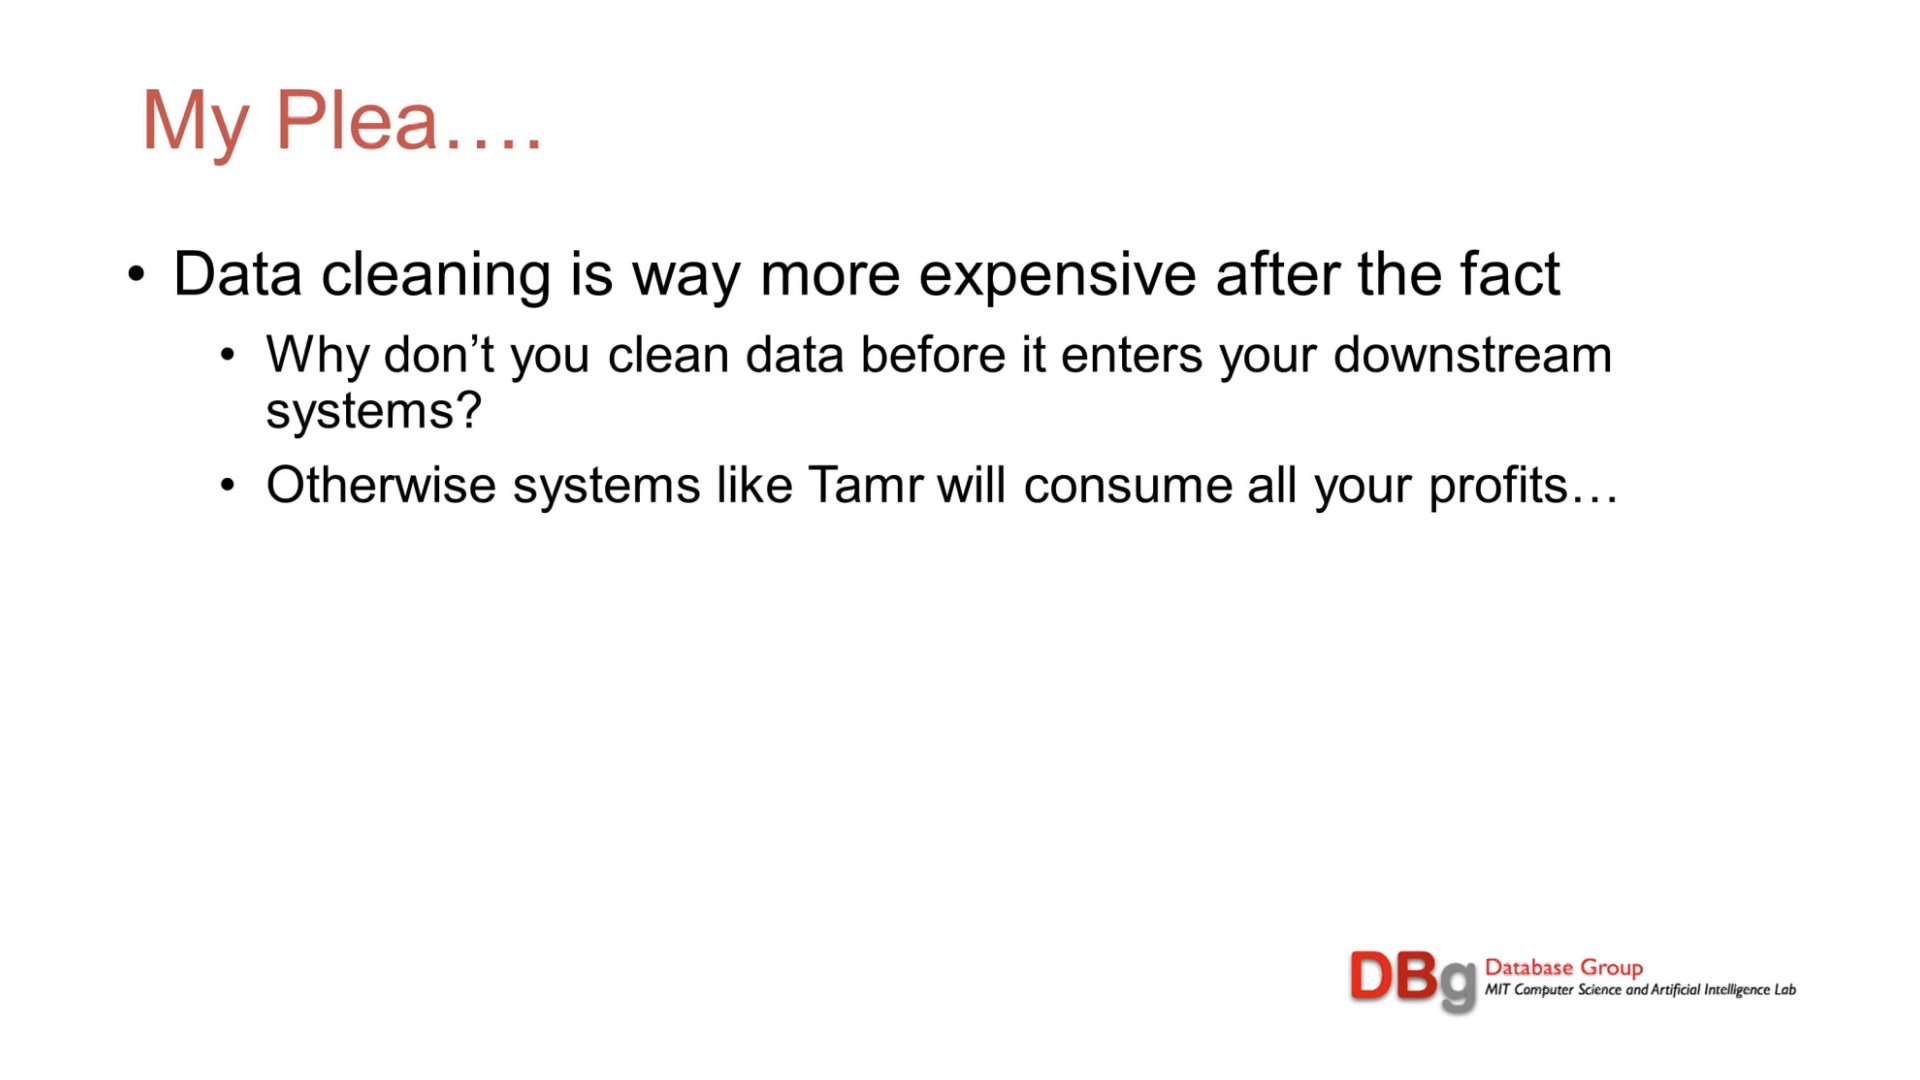 My Plea….
• Data cleaning is way more expensive after the fact
• Why don’t you clean data before it enters your downstream
systems?
• Otherwise systems like Tamr will consume all your profits…
DBg
Database Group
MIT Computer Science and Artificial Intelligence Lab